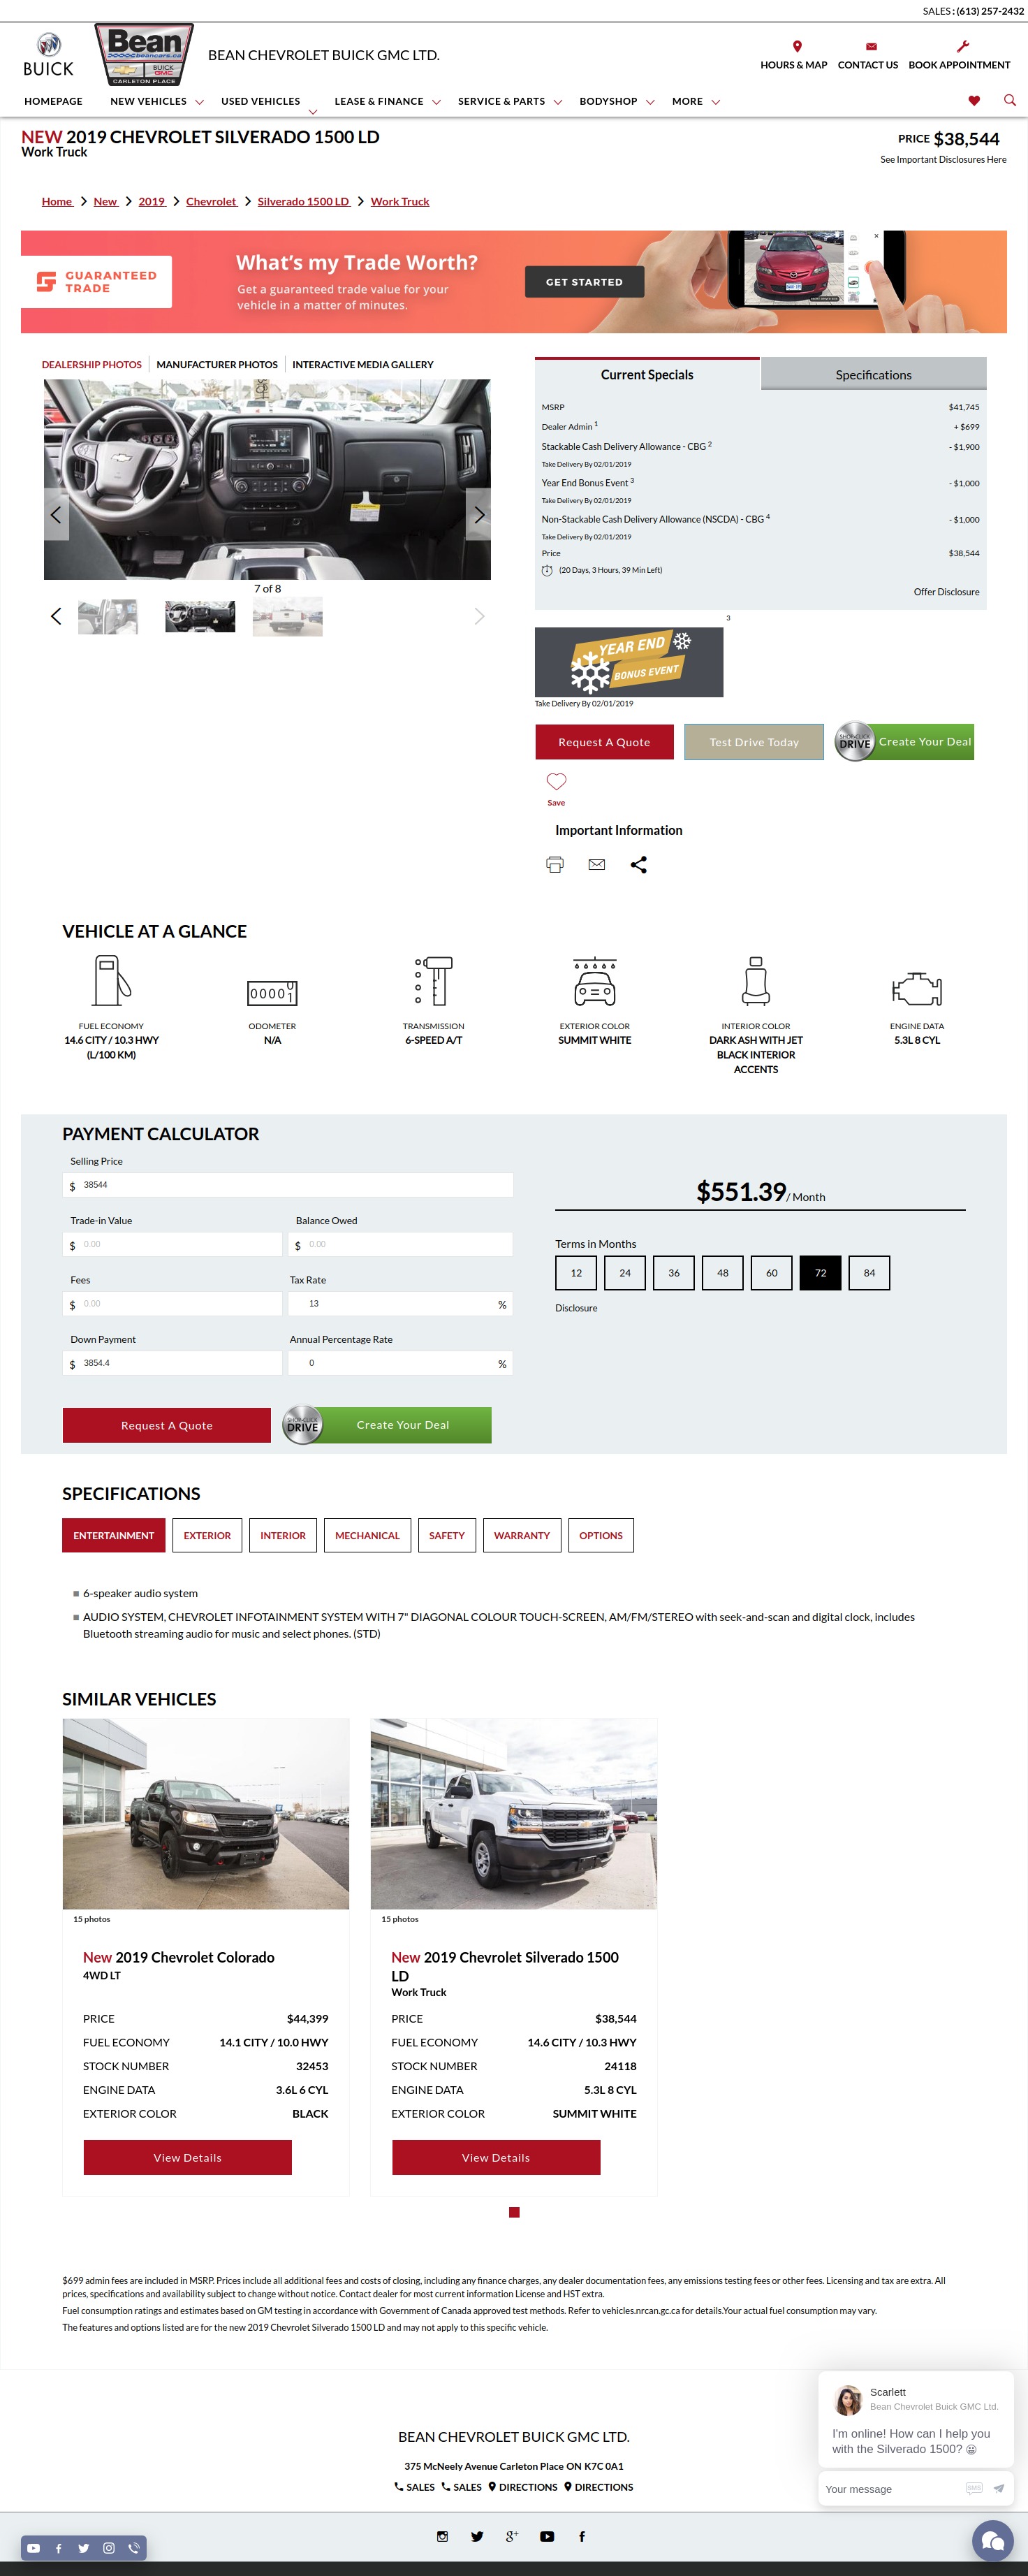 SALES : (613) 257-2432
BUICK
Bean
beancars.ca
BUICK
GMC
CARLETON PLACE
BEAN CHEVROLET BUICK GMC LTD.
HOURS & MAP CONTACT US BOOK APPOINTMENT
HOMEPAGE NEW VEHICLES USED VEHICLES LEASE & FINANCE SERVICE & PARTS BODYSHOP MORE
NEW 2019 CHEVROLET SILVERADO 1500 LD
Work Truck
PRICE $38,544
See Important Disclosures Here
Home New 2019 Chevrolet Silverado 1500 LD Work Truck
GUARANTEED
TRADE
What's my Trade Worth?
Get a guaranteed trade value for your
vehicle in a matter of minutes.
GET STARTED
DEALERSHIP PHOTOS MANUFACTURER PHOTOS INTERACTIVE MEDIA GALLERY
7 of 8
Current Specials Specifications
MSRP $41,745
Dealer Admin 1 + $699
Stackable Cash Delivery Allowance - CBG 2 - $1,900
Take Delivery By 02/01/2019
Year End Bonus Event 3 - $1,000
Take Delivery By 02/01/2019
Non-Stackable Cash Delivery Allowance (NSCDA) - CBG 4 - $1,000
Take Delivery By 02/01/2019
Price $38,544
(20 Days, 3 Hours, 39 Min Left)
Offer Disclosure
3
YEAR END
BONUS EVENT
Take Delivery By 02/01/2019
Request A Quote Test Drive Today SHOP-CLICK DRIVE Create Your Deal
Save
Important Information
VEHICLE AT A GLANCE
00001
FUEL ECONOMY ODOMETER TRANSMISSION EXTERIOR COLOR INTERIOR COLOR ENGINE DATA
14.6 CITY / 10.3 HWY N/A 6-SPEED A/T SUMMIT WHITE DARK ASH WITH JET 5.3L 8 CYL
(L/100 KM) BLACK INTERIOR
ACCENTS
PAYMENT CALCULATOR
Selling Price
$ 38544
Trade-in Value Balance Owed
$ 0.00 $ 0.00
Fees Tax Rate
$ 0.00 13 %
Down Payment Annual Percentage Rate
$ 3854.4 0 %
$551.39 / Month
Terms in Months
12 24 36 48 60 72 84
Disclosure
Request A Quote SHOP-CLICK DRIVE Create Your Deal
SPECIFICATIONS
ENTERTAINMENT EXTERIOR INTERIOR MECHANICAL SAFETY WARRANTY OPTIONS
6-speaker audio system
AUDIO SYSTEM, CHEVROLET INFOTAINMENT SYSTEM WITH 7" DIAGONAL COLOUR TOUCH-SCREEN, AM/FM/STEREO with seek-and-scan and digital clock, includes
Bluetooth streaming audio for music and select phones. (STD)
SIMILAR VEHICLES
15 photos 15 photos
New 2019 Chevrolet Colorado
4WD LT
PRICE $44,399
FUEL ECONOMY 14.1 CITY / 10.0 HWY
STOCK NUMBER 32453
ENGINE DATA 3.6L 6 CYL
EXTERIOR COLOR BLACK
View Details
New 2019 Chevrolet Silverado 1500
LD
Work Truck
PRICE $38,544
FUEL ECONOMY 14.6 CITY / 10.3 HWY
STOCK NUMBER 24118
ENGINE DATA 5.3L 8 CYL
EXTERIOR COLOR SUMMIT WHITE
View Details
$699 admin fees are included in MSRP. Prices include all additional fees and costs of closing, including any finance charges, any dealer documentation fees, any emissions testing fees or other fees. Licensing and tax are extra. All
prices, specifications and availability subject to change without notice. Contact dealer for most current information License and HST extra.
Fuel consumption ratings and estimates based on GM testing in accordance with Government of Canada approved test methods. Refer to vehicles.nrcan.gc.ca for details.Your actual fuel consumption may vary.
The features and options listed are for the new 2019 Chevrolet Silverado 1500 LD and may not apply to this specific vehicle.
Scarlett
Bean Chevrolet Buick GMC Ltd.
I'm online! How can I help you
with the Silverado 1500?
Your message SMS
BEAN CHEVROLET BUICK GMC LTD.
375 McNeely Avenue Carleton Place ON K7C 0A1
SALES SALES DIRECTIONS DIRECTIONS